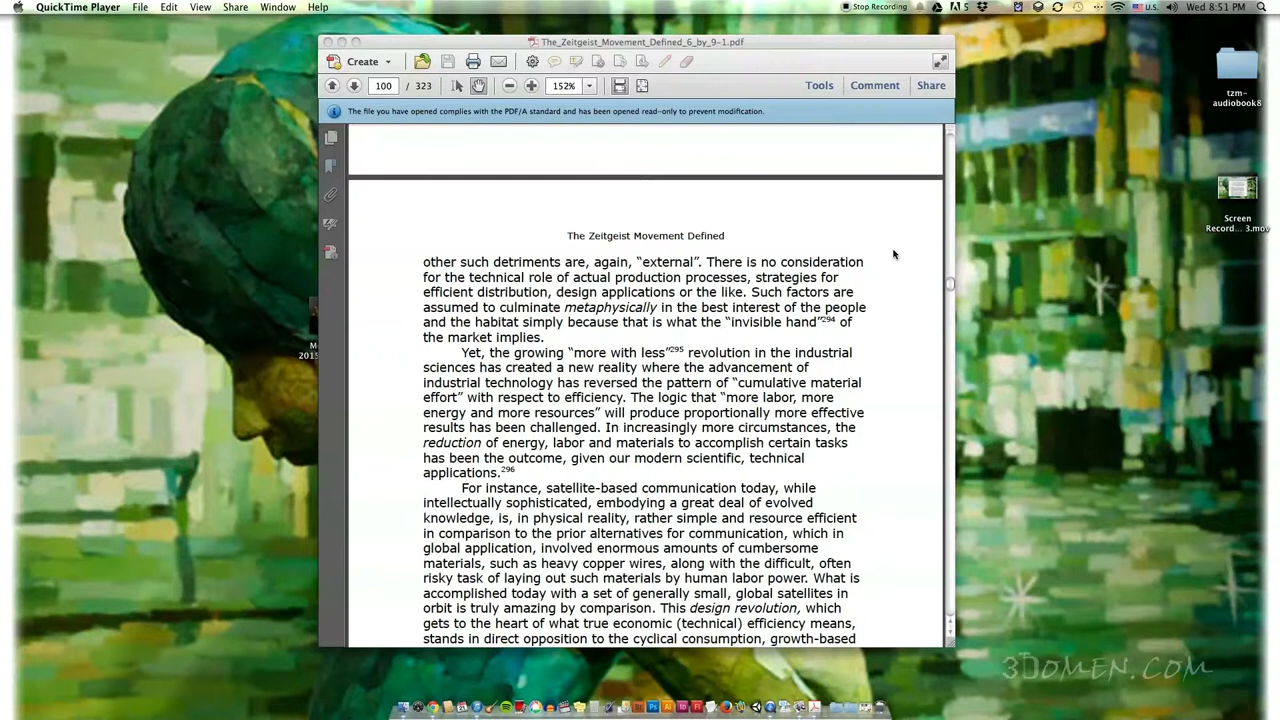 QuickTime Player File Edit View Share Window Help
Stop Recording
5
U.S.
Wed 8:51 PM
The_Zeitgeist_Movement_Defined_6_by_9-1.pdf
Create
100 / 323
152%
Tools Comment Share
The file you have opened complies with the PDF/A standard and has been opened read-only to prevent modification.
tzm-
audiobook8
Screen
Record... 3.mov
2015
The Zeitgeist Movement Defined
other such detriments are, again, “external”. There is no consideration
for the technical role of actual production processes, strategies for
efficient distribution, design applications or the like. Such factors are
assumed to culminate metaphysically in the best interest of the people
and the habitat simply because that is what the “invisible hand”294 of
the market implies.
Yet, the growing “more with less”295 revolution in the industrial
sciences has created a new reality where the advancement of
industrial technology has reversed the pattern of “cumulative material
effort” with respect to efficiency. The logic that “more labor, more
energy and more resources” will produce proportionally more effective
results has been challenged. In increasingly more circumstances, the
reduction of energy, labor and materials to accomplish certain tasks
has been the outcome, given our modern scientific, technical
applications.296
For instance, satellite-based communication today, while
intellectually sophisticated, embodying a great deal of evolved
knowledge, is, in physical reality, rather simple and resource efficient
in comparison to the prior alternatives for communication, which in
global application, involved enormous amounts of cumbersome
materials, such as heavy copper wires, along with the difficult, often
risky task of laying out such materials by human labor power. What is
accomplished today with a set of generally small, global satellites in
orbit is truly amazing by comparison. This design revolution, which
gets to the heart of what true economic (technical) efficiency means,
stands in direct opposition to the cyclical consumption, growth-based
3DOMEN.COM